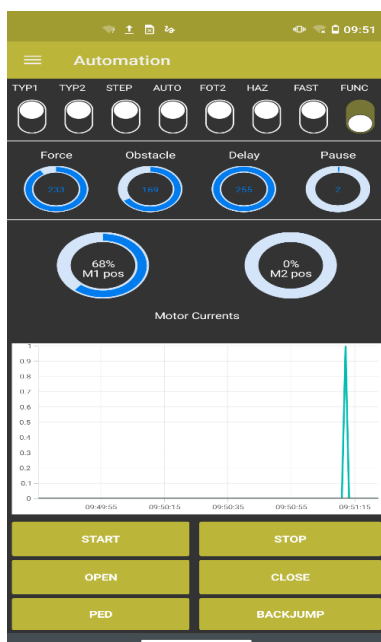 09:51
Automation
TYP1 TYP2 STEP AUTO FOT2 HAZ FAST FUNC
Force Obstacle Delay Pause
233 169 255 2
68% 0%
M1 pos M2 pos
Motor Currents
1
0.9
0.8
0.7
0.6
0.5
0.4
0.3
0.2
0.1
0
09:49:55 09:50:15 09:50:35 09:50:55 09:51:15
START STOP
OPEN CLOSE
PED BACKJUMP